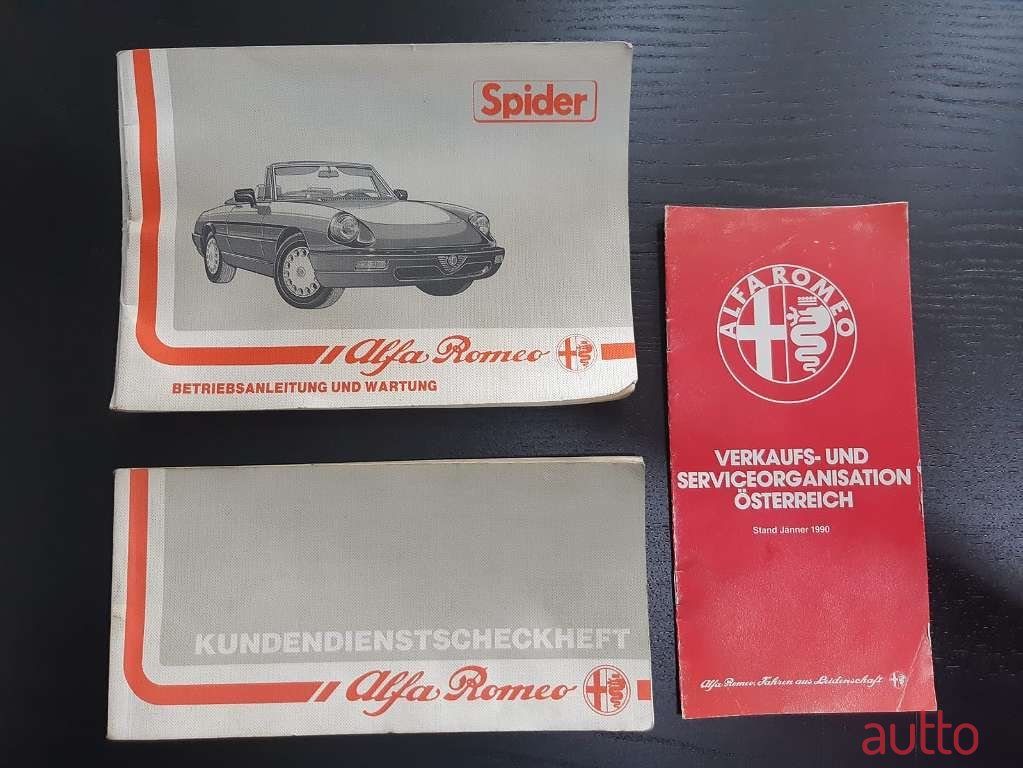 Spider
Alfa Romeo
BETRIEBSANLEITUNG UND WARTUNG
ALFA ROMEO
VERKAUFS- UND
SERVICEORGANISATION
ÖSTERREICH
Stand Jänner 1990
Alfa Romeo. Fahren aus Leidenschaft
KUNDENDIENSTSCHECKHEFT
Alfa Romeo
autto